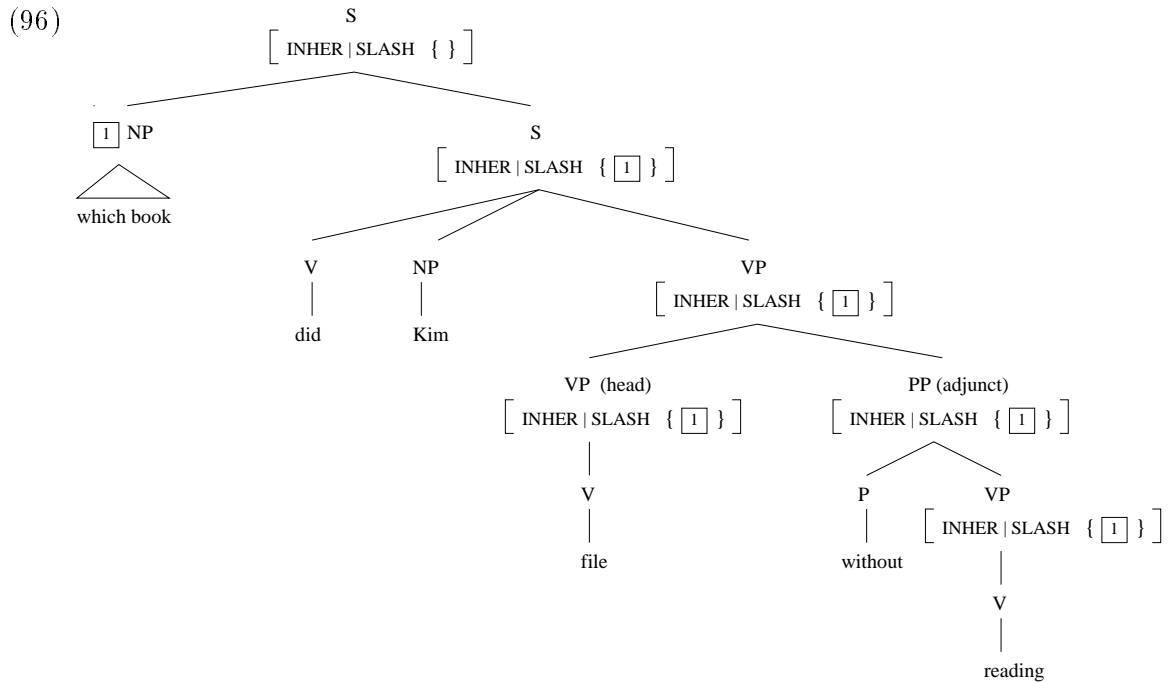 (96)
S
[ INHER | SLASH { } ]
1 NP
S
[ INHER | SLASH { 1 } ]
which book
V NP VP
[ INHER | SLASH { 1 } ]
did Kim
VP (head) PP (adjunct)
[ INHER | SLASH { 1 } ] [ INHER | SLASH { 1 } ]
V P VP
[ INHER | SLASH { 1 } ]
file without
V
reading